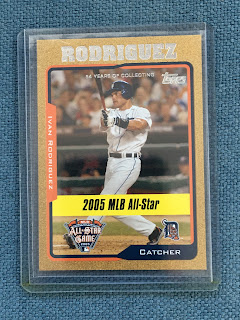 RODRIGUEZ
54 YEARS OF COLLECTING
Topps
IVAN RODRIGUEZ
2005 MLB All-Star
ALL-STAR
GAME
CATCHER